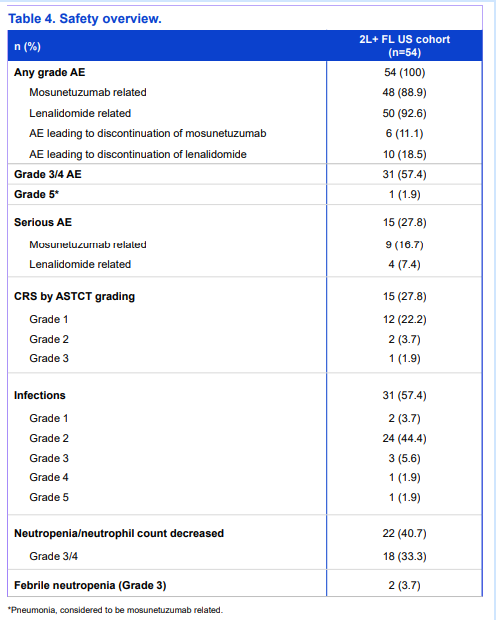 Table 4. Safety overview.
n (%) 2L+ FL US cohort (n=54)
Any grade AE 54 (100)
Mosunetuzumab related 48 (88.9)
Lenalidomide related 50 (92.6)
AE leading to discontinuation of mosunetuzumab 6 (11.1)
AE leading to discontinuation of lenalidomide 10 (18.5)
Grade 3/4 AE 31 (57.4)
Grade 5* 1 (1.9)
Serious AE 15 (27.8)
Mosunetuzumab related 9 (16.7)
Lenalidomide related 4 (7.4)
CRS by ASTCT grading 15 (27.8)
Grade 1 12 (22.2)
Grade 2 2 (3.7)
Grade 3 1 (1.9)
Infections 31 (57.4)
Grade 1 2 (3.7)
Grade 2 24 (44.4)
Grade 3 3 (5.6)
Grade 4 1 (1.9)
Grade 5 1 (1.9)
Neutropenia/neutrophil count decreased 22 (40.7)
Grade 3/4 18 (33.3)
Febrile neutropenia (Grade 3) 2 (3.7)
*Pneumonia, considered to be mosunetuzumab related.